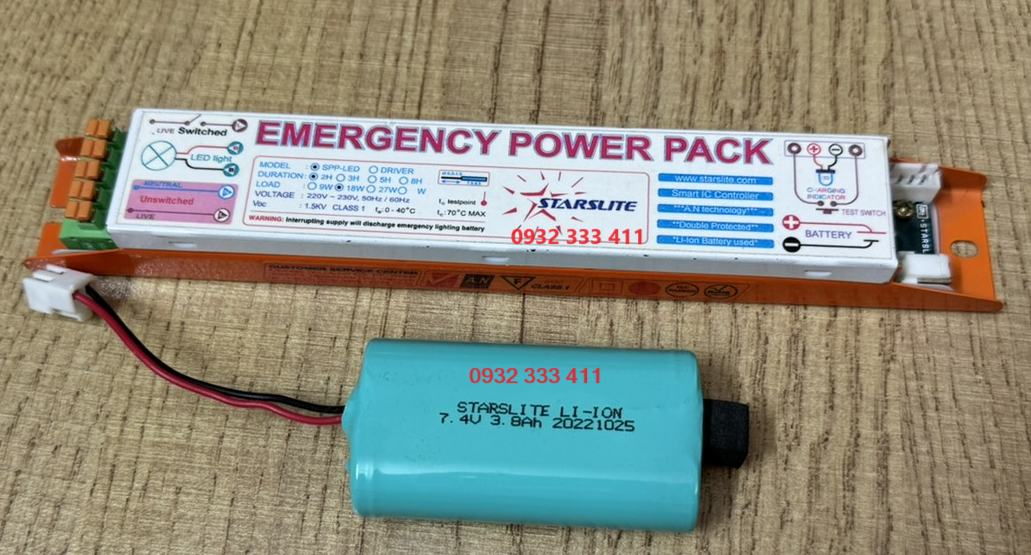 LIVE Switched
EMERGENCY POWER PACK
LED light
NEUTRAL
Unswitched
LIVE
MODEL : SPP-LED DRIVER
DURATION: 2H 3H 5H 8H
LOAD : 9W 18W 27W W
VOLTAGE : 220V – 230V, 50Hz / 60Hz
Vbc : 1.5KV CLASS 1 ta:0 - 40°C
tc testpoint
tc:70°C MAX
WARNING: Interrupting supply will discharge emergency lighting battery
STARSLITE
0932 333 411
www.starslite.com
Smart IC Controller
***A.N technology***
**Double Protected**
*Li-Ion Battery used*
CHARGING
INDICATOR
TEST SWITCH
BATTERY
CUSTOMER SERVICE CENTER
F
CLASS I
0932 333 411
STARSLITE LI-ION
7.4V 3.8Ah 20221025